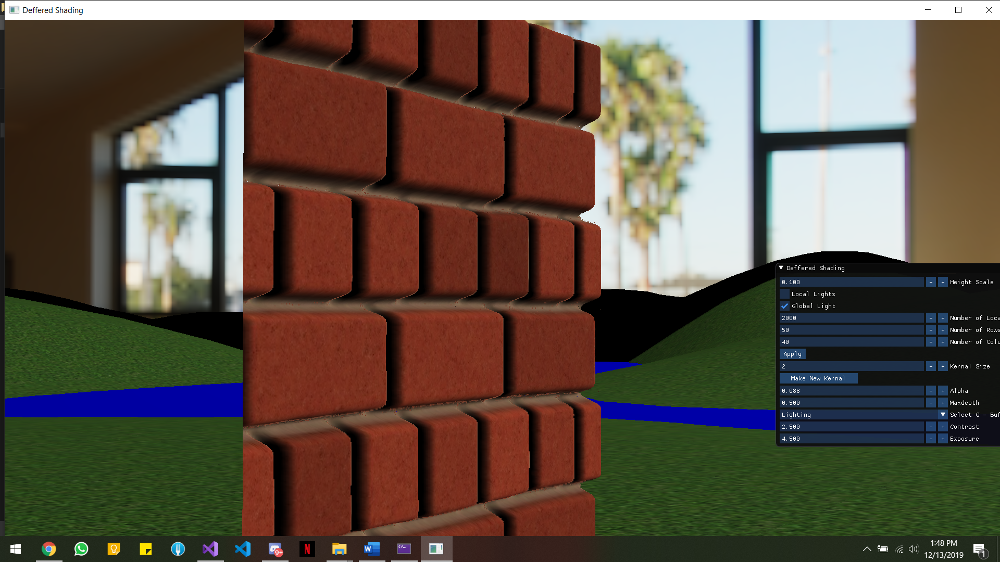 Deffered Shading
Deffered Shading
0.100 - + Height Scale
Local Lights
Global Light
2000 - + Number of Loca
50 - + Number of Rows
40 - + Number of Colu
Apply
2 - + Kernal Size
Make New Kernal
0.088 - + Alpha
0.500 - + Maxdepth
Lighting Select G - Buf
2.500 - + Contrast
4.500 - + Exposure
9+
N
W
C:\.
1:48 PM
12/13/2019
1